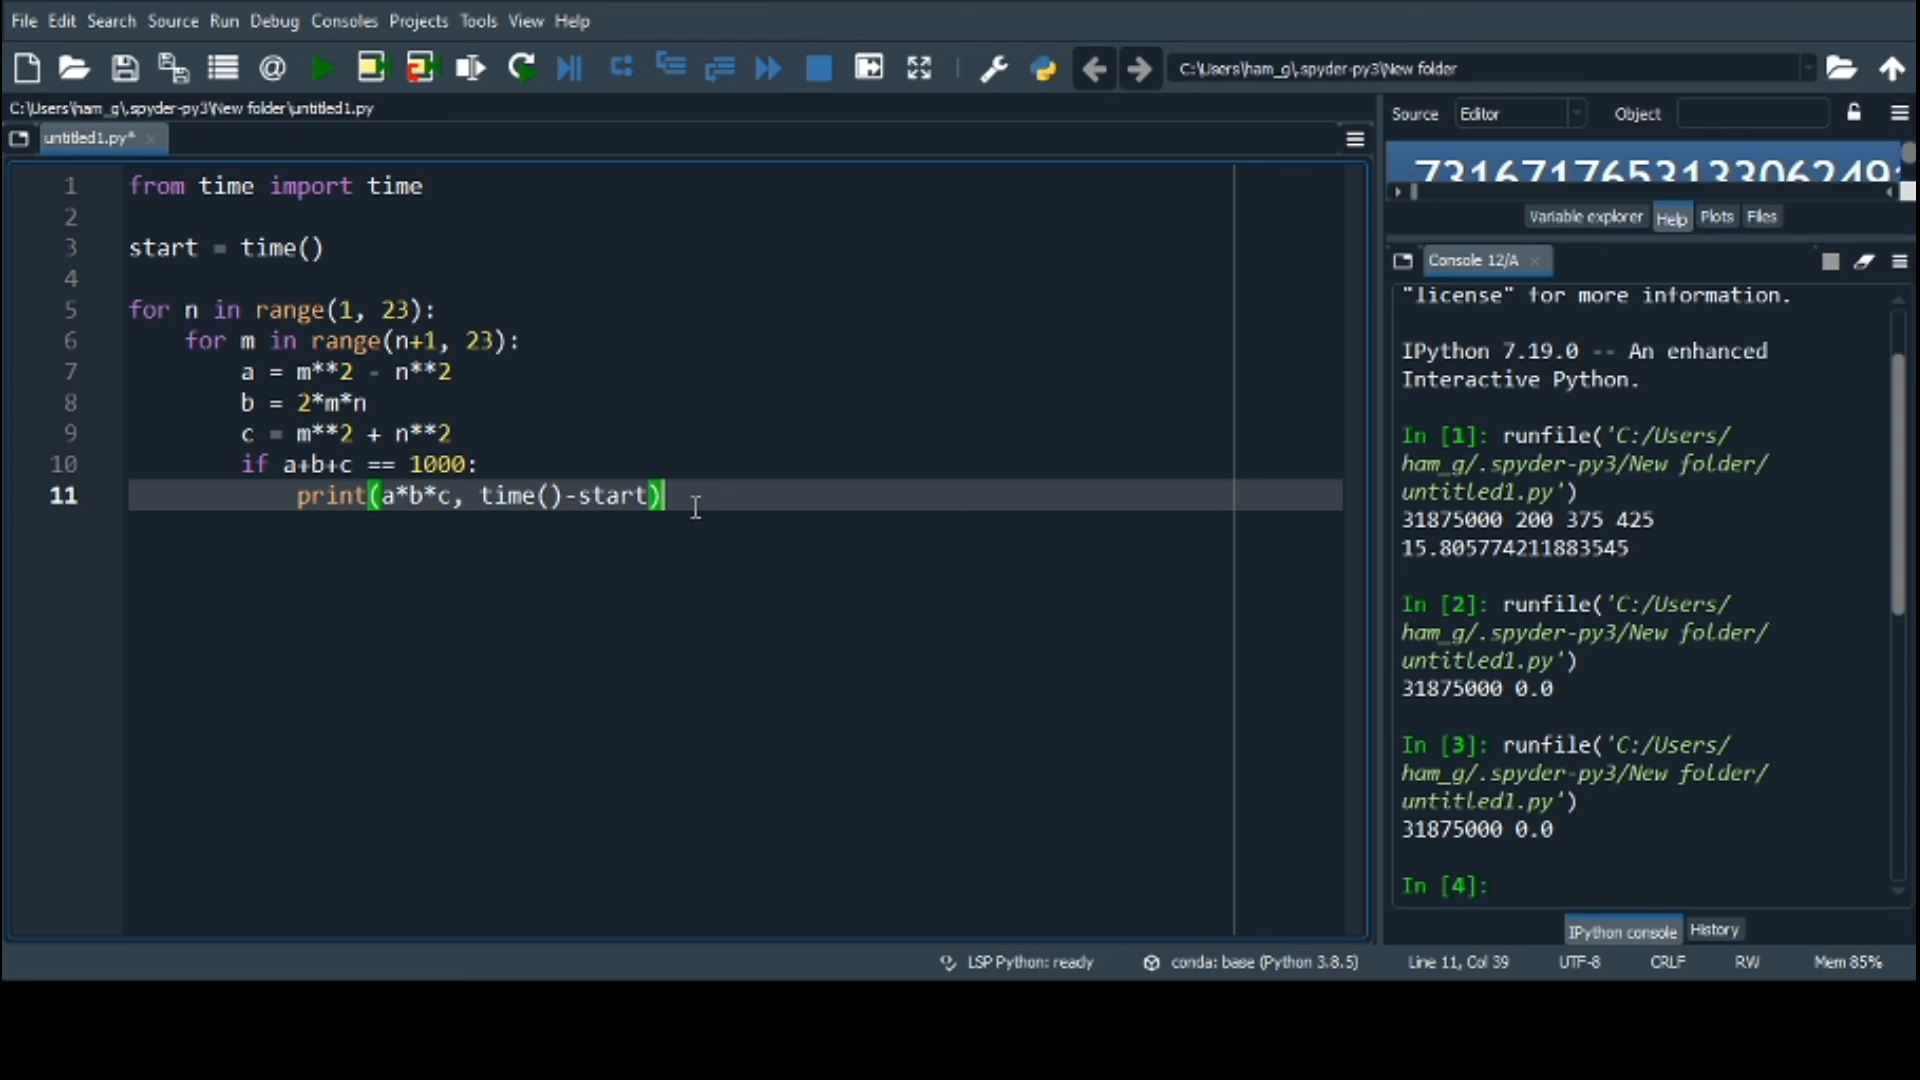 File Edit Search Source Run Debug Consoles Projects Tools View Help
C:\Users\ham_g\.spyder-py3\New folder
C:\Users\ham_g\.spyder-py3\New folder\untitled1.py
untitled1.py*
1 from time import time
2
3 start = time()
4
5 for n in range(1, 23):
6 for m in range(n+1, 23):
7 a = m**2 - n**2
8 b = 2*m*n
9 c = m**2 + n**2
10 if a+b+c == 1000:
11 print(a*b*c, time()-start)
Source Editor Object
Variable explorer Help Plots Files
Console 12/A
"license" for more information.
IPython 7.19.0 -- An enhanced
Interactive Python.
In [1]: runfile('C:/Users/
ham_g/.spyder-py3/New folder/
untitled1.py')
31875000 200 375 425
15.805774211883545
In [2]: runfile('C:/Users/
ham_g/.spyder-py3/New folder/
untitled1.py')
31875000 0.0
In [3]: runfile('C:/Users/
ham_g/.spyder-py3/New folder/
untitled1.py')
31875000 0.0
In [4]:
IPython console History
LSP Python: ready conda: base (Python 3.8.5) Line 11, Col 39 UTF-8 CRLF RW Mem 85%